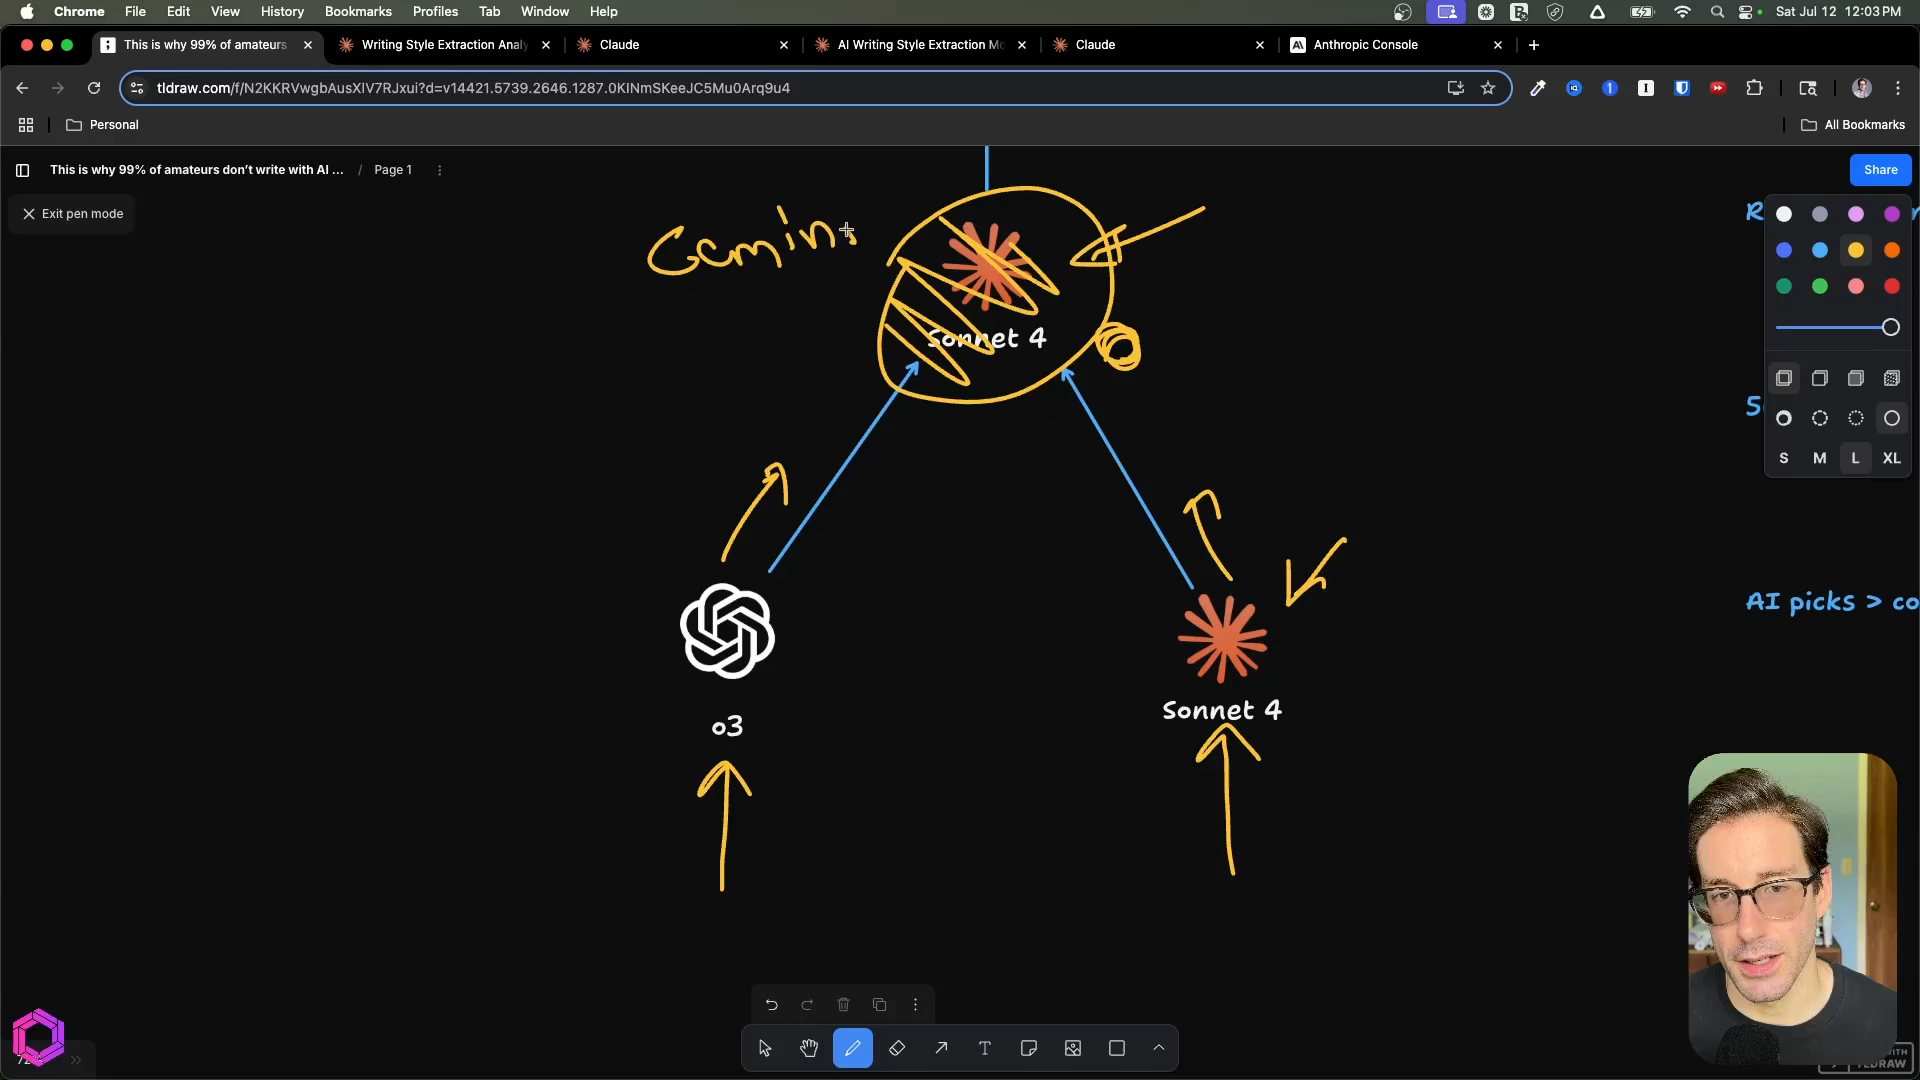 Chrome File Edit View History Bookmarks Profiles Tab Window Help Sat Jul 12 12:03 PM
This is why 99% of amateurs Writing Style Extraction Anal Claude AI Writing Style Extraction Mo Claude Anthropic Console
tldraw.com/f/N2KKRVwgbAusXIV7RJxui?d=v14421.5739.2646.1287.0KINmSKeeJC5Mu0Arq9u4
Personal All Bookmarks
This is why 99% of amateurs don't write with AI ... / Page 1 Share
Exit pen mode
Gemini
Sonnet 4
S M L XL
AI picks > co
o3
Sonnet 4